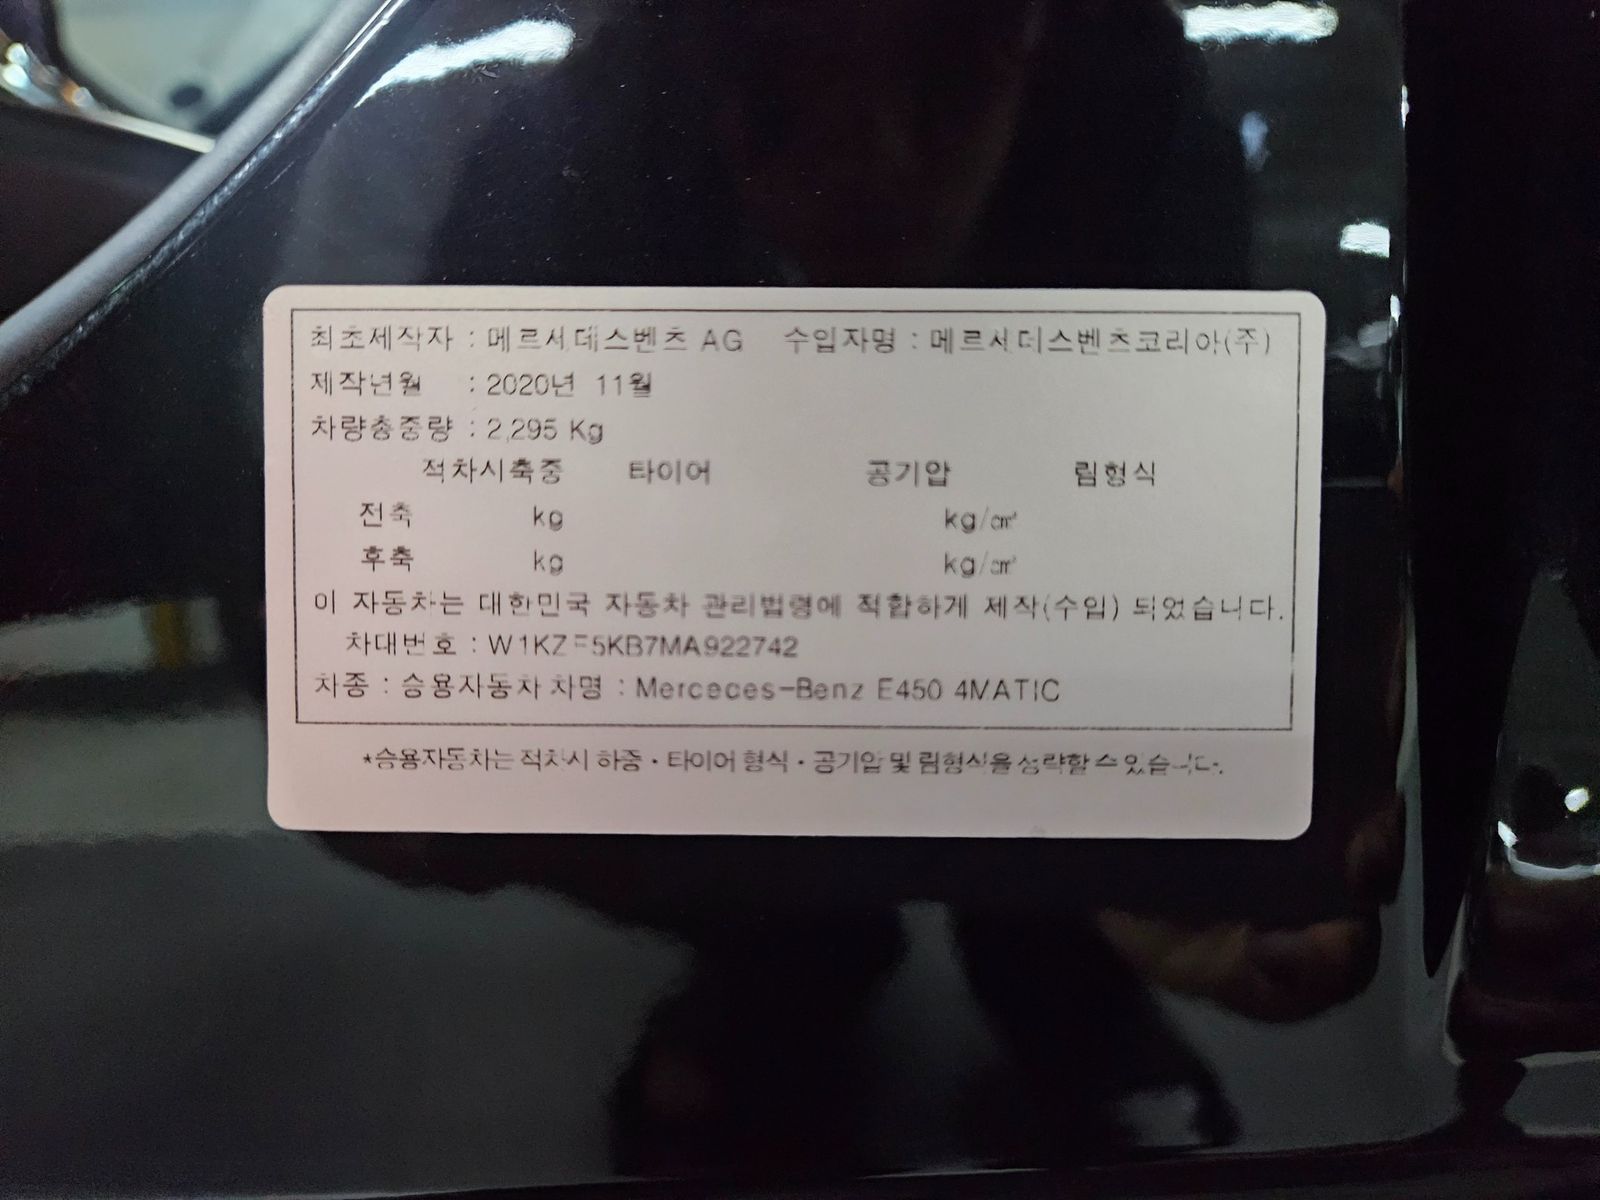 최초제작자 : 메르세데스벤츠 AG 수입자명 : 메르세데스벤츠코리아(주)
제작년월 : 2020년 11월
차량총중량 : 2,295 Kg
적차시축중 타이어 공기압 림형식
전축 kg kg/㎠
후축 kg kg/㎠
이 자동차는 대한민국 자동차 관리법령에 적합하게 제작(수입) 되었습니다.
차대번호 : W1KZF5KB7MA922742
차종 : 승용자동차 차명 : Mercedes-Benz E450 4MATIC
*승용자동차는 적차시 하중·타이어 형식·공기압 및 림형식을 생략할 수 있습니다.